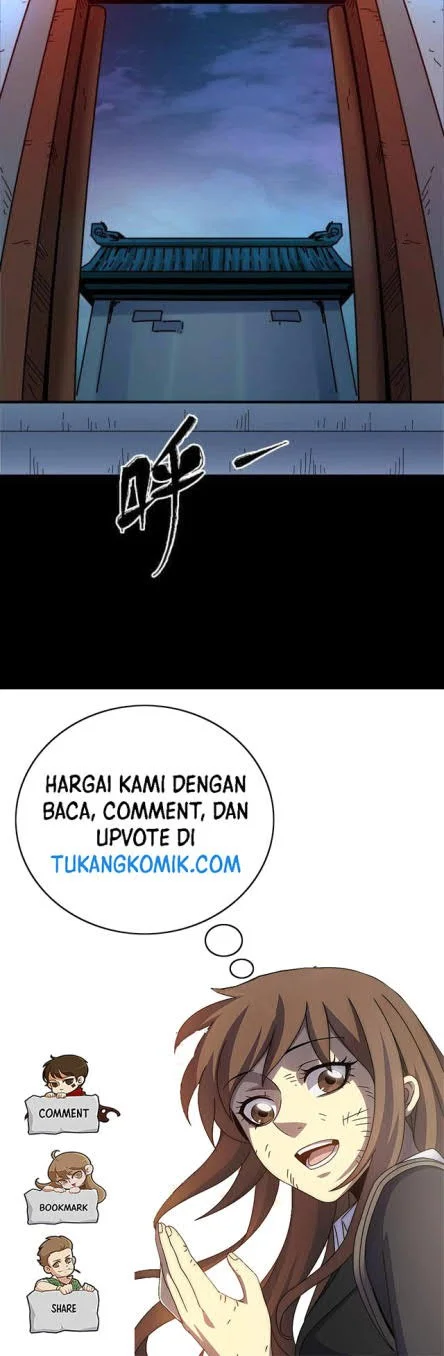 呼一
HARGAI KAMI DENGAN
BACA, COMMENT, DAN
UPVOTE DI
TUKANGKOMIK.COM
COMMENT
BOOKMARK
SHARE